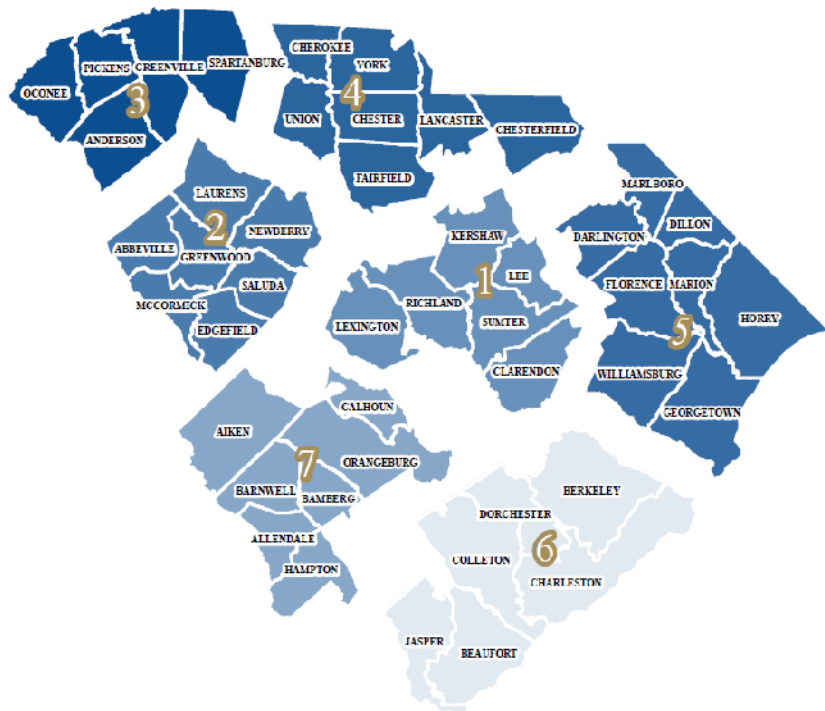 OCONEE
PICKENS
GREENVILLE
SPARTANBURG
3
ANDERSON
CHEROKEE
YORK
4
UNION
CHESTER
LANCASTER
CHESTERFIELD
FAIRFIELD
LAURENS
2
ABBEVILLE
GREENWOOD
NEWBERRY
SALUDA
MCCORMICK
EDGEFIELD
KERSHAW
LEE
1
RICHLAND
LEXINGTON
SUMTER
CLARENDON
MARLBORO
DILLON
DARLINGTON
FLORENCE
MARION
HORRY
5
WILLIAMSBURG
GEORGETOWN
CALHOUN
AIKEN
7
ORANGEBURG
BARNWELL
BAMBERG
ALLENDALE
HAMPTON
BERKELEY
DORCHESTER
6
COLLETON
CHARLESTON
JASPER
BEAUFORT